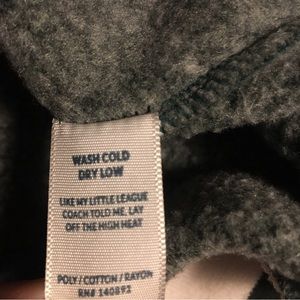 WASH COLD
DRY LOW
LIKE MY LITTLE LEAGUE
COACH TOLD ME, LAY
OFF THE HIGH HEAT
POLY / COTTON / RAYON
RN# 140892